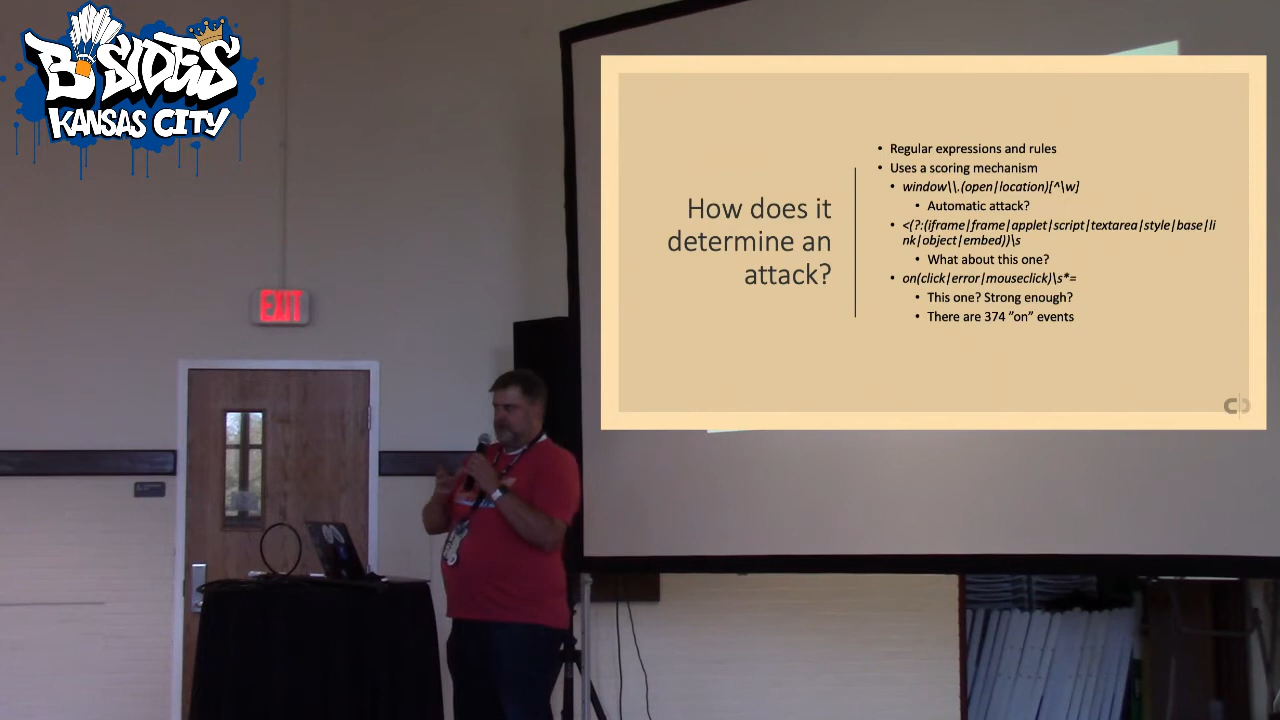 B SIDES
KANSAS CITY
EXIT
How does it
determine an
attack?
• Regular expressions and rules
• Uses a scoring mechanism
• window\\.(open|location)[^\w]
• Automatic attack?
• <(?:(iframe|frame|applet|script|textarea|style|base|li
nk|object|embed))\s
• What about this one?
• on(click|error|mouseclick)\s*=
• This one? Strong enough?
• There are 374 ”on” events